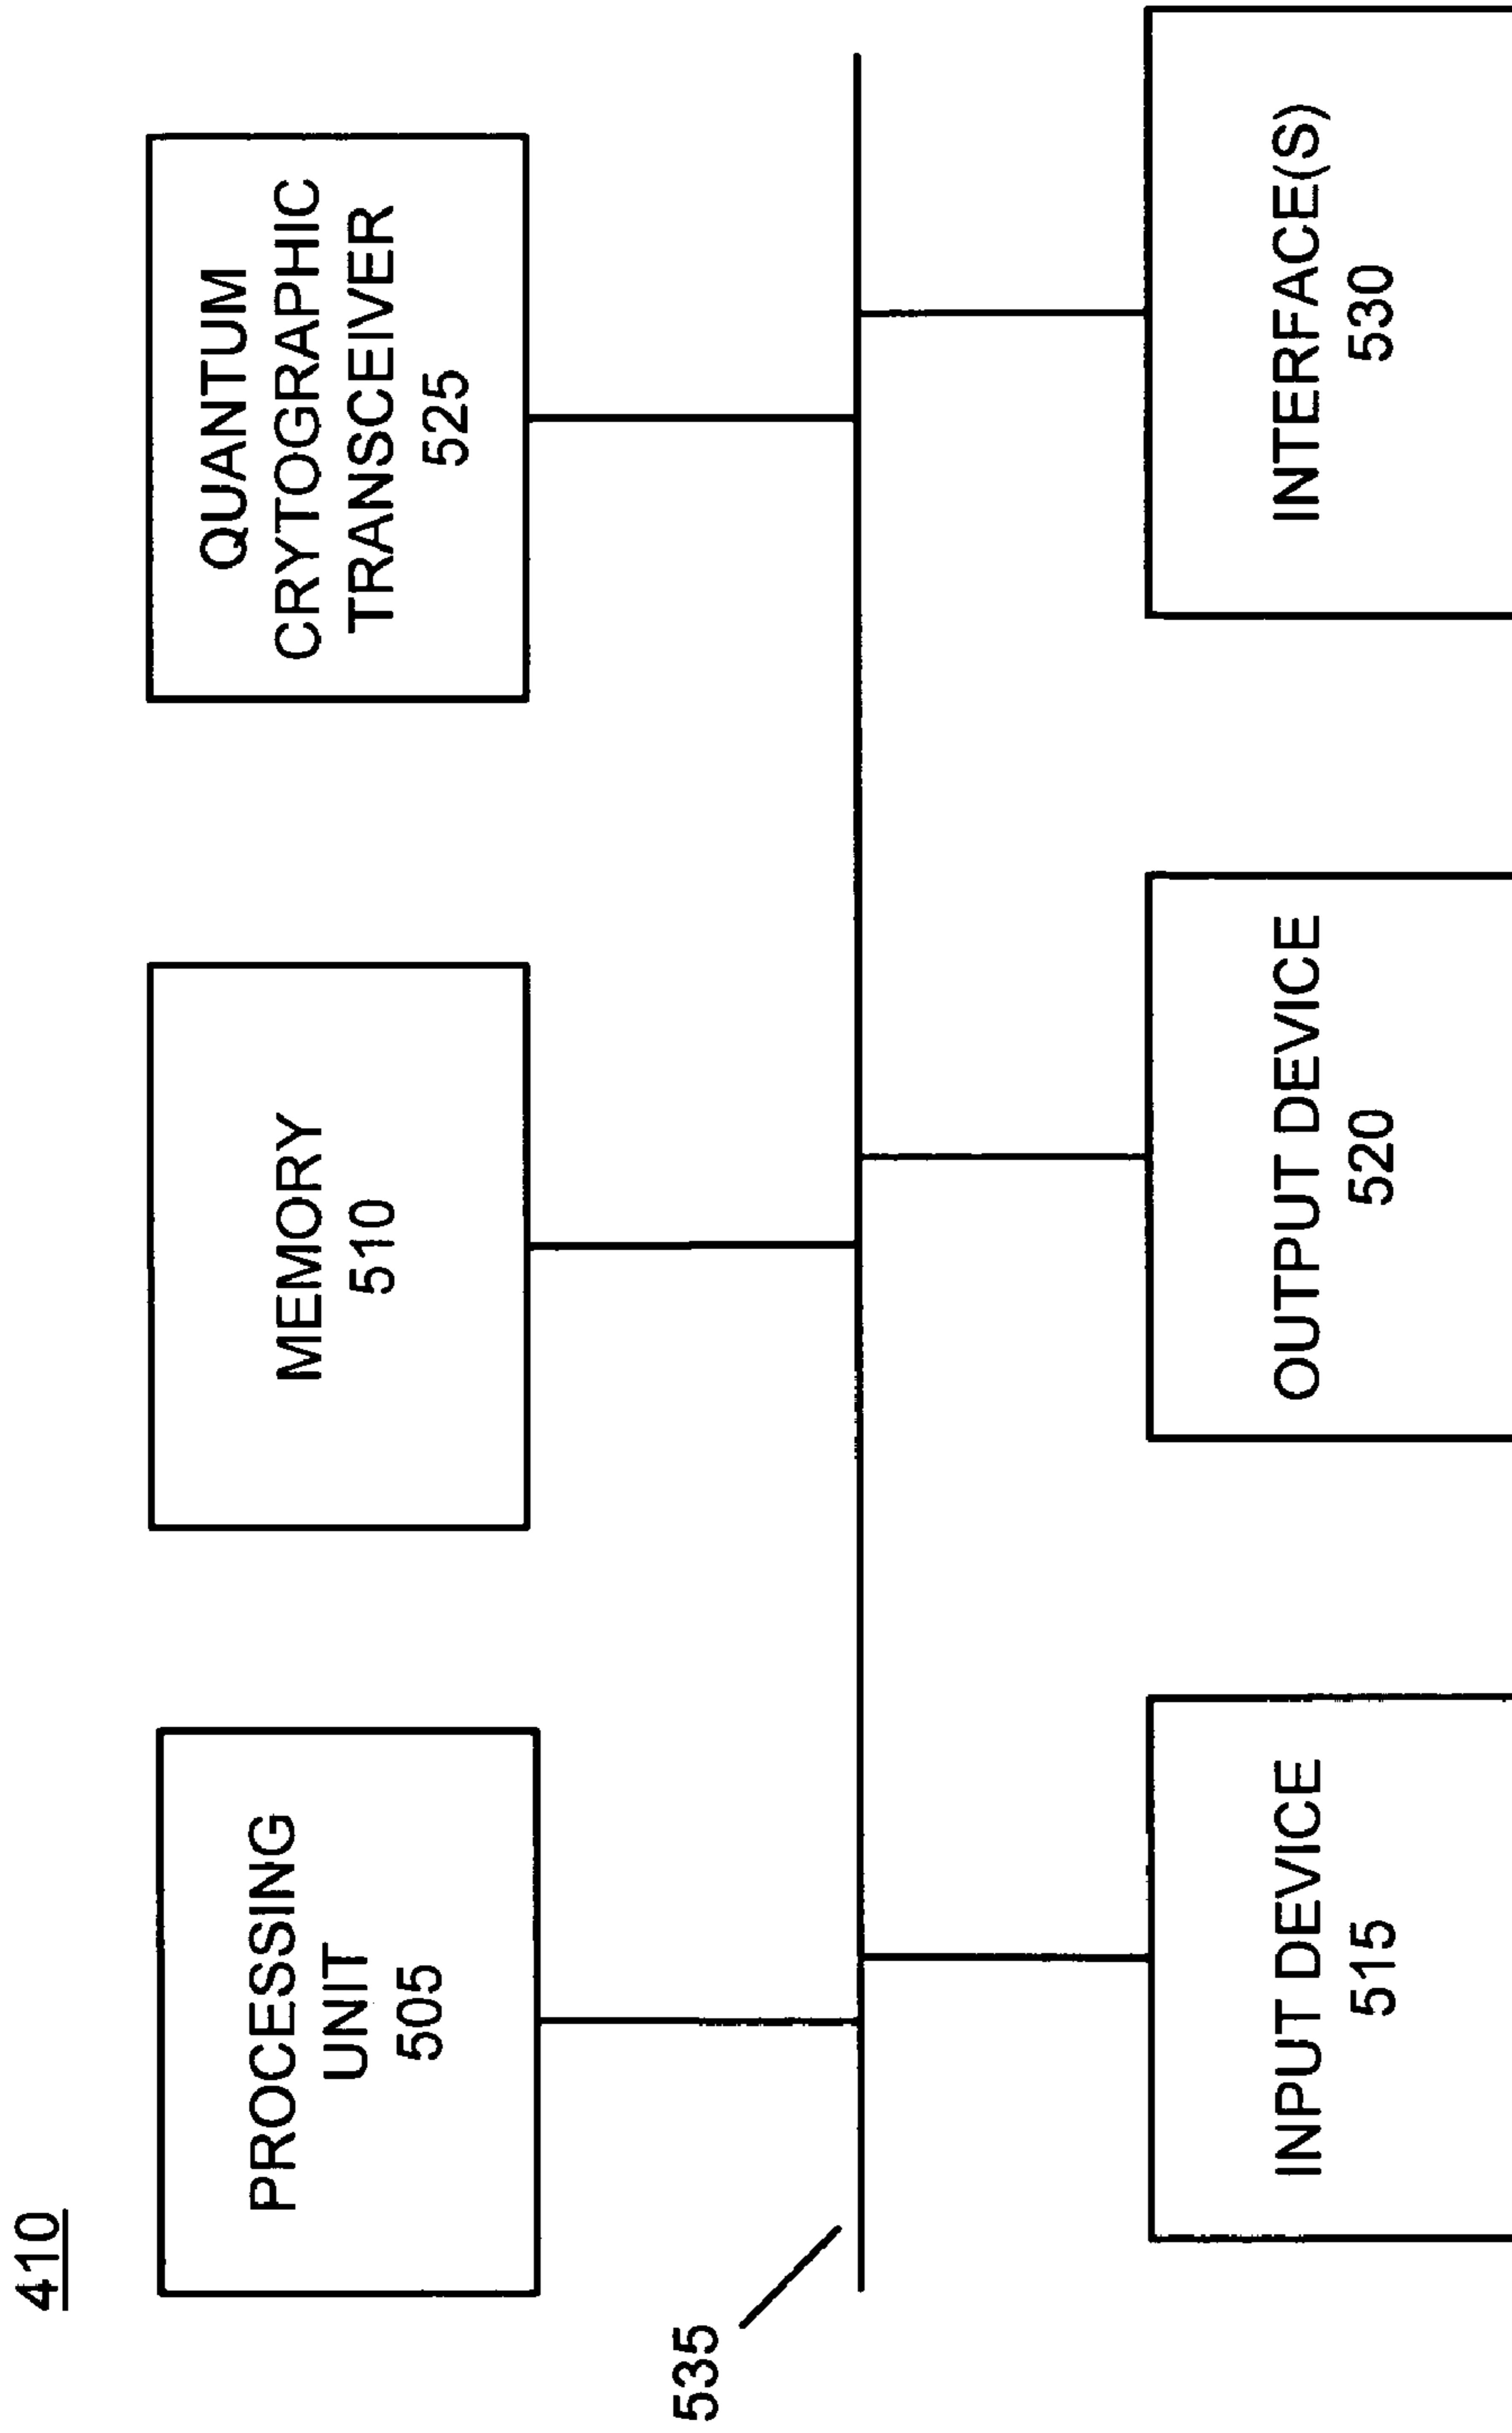 410
PROCESSING
UNIT
505
MEMORY
510
QUANTUM
CRYTOGRAPHIC
TRANSCEIVER
525
535
INPUT DEVICE
515
OUTPUT DEVICE
520
INTERFACE(S)
530